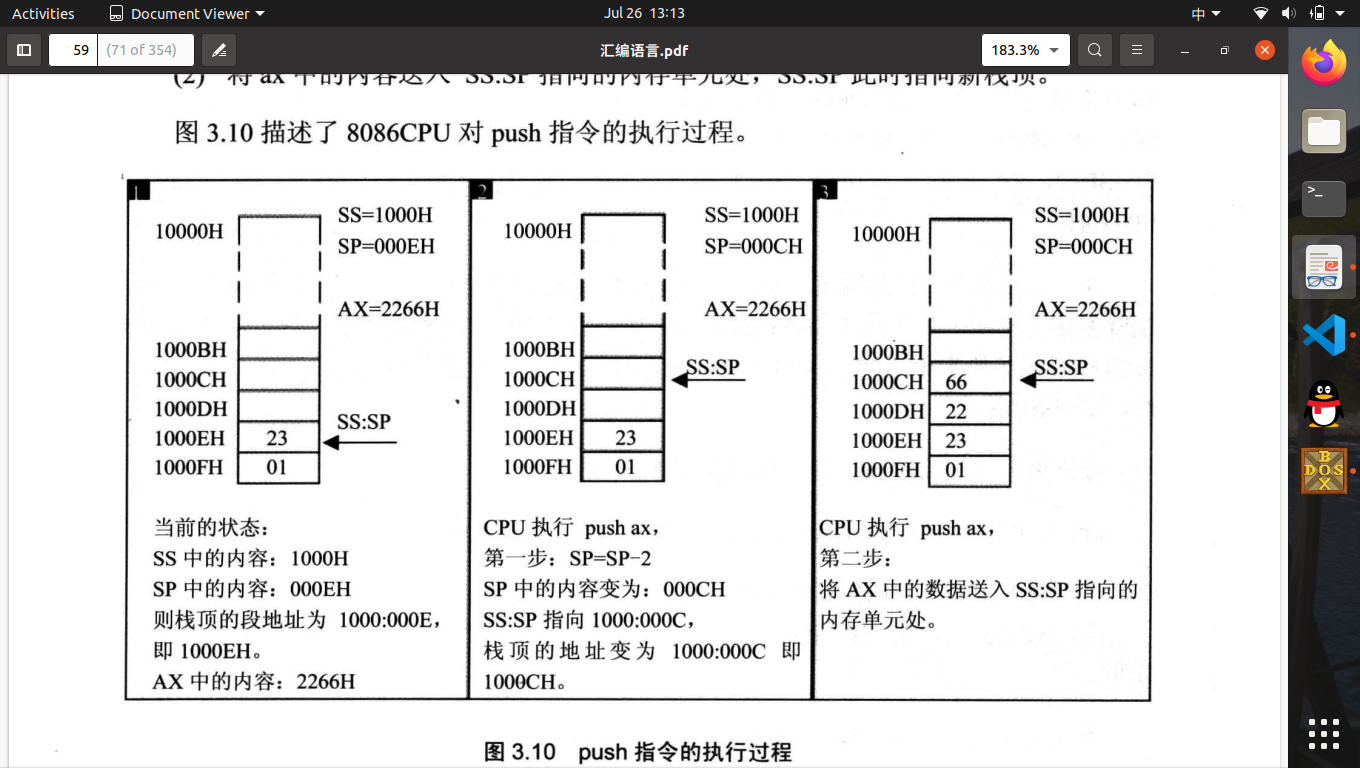 Activities
Document Viewer
Jul 26 13:13
中
59
(71 of 354)
汇编语言.pdf
183.3%
(2) 将 ax 中的内容送入 SS:SP 指向的内存单元处，SS:SP 此时指向新栈顶。
图 3.10 描述了 8086CPU 对 push 指令的执行过程。
1
10000H
SS=1000H
SP=000EH
AX=2266H
1000BH
1000CH
1000DH
SS:SP
1000EH 23
1000FH 01
当前的状态：
SS 中的内容：1000H
SP 中的内容：000EH
则栈顶的段地址为 1000:000E，
即 1000EH。
AX 中的内容：2266H
2
10000H
SS=1000H
SP=000CH
AX=2266H
1000BH
SS:SP
1000CH
1000DH
1000EH 23
1000FH 01
CPU 执行 push ax，
第一步：SP=SP-2
SP 中的内容变为：000CH
SS:SP 指向 1000:000C，
栈顶的地址变为 1000:000C 即
1000CH。
3
10000H
SS=1000H
SP=000CH
AX=2266H
1000BH
SS:SP
1000CH 66
1000DH 22
1000EH 23
1000FH 01
CPU 执行 push ax，
第二步：
将 AX 中的数据送入 SS:SP 指向的
内存单元处。
图 3.10 push 指令的执行过程
>_
B
DOS
X